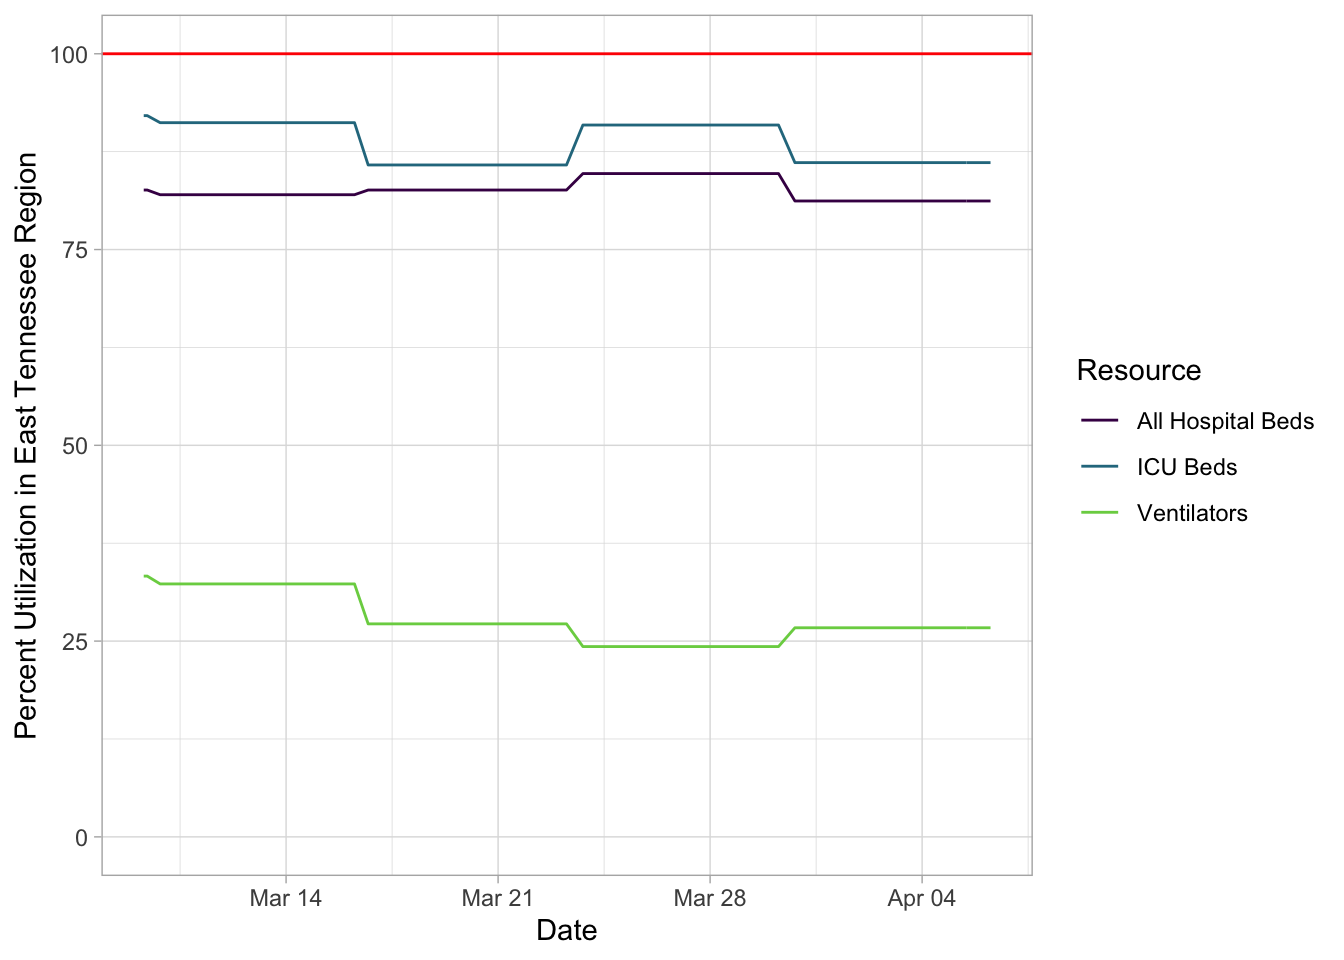 Percent Utilization in East Tennessee Region
100
75
50
25
0
Mar 14 Mar 21 Mar 28 Apr 04
Date
Resource
All Hospital Beds
ICU Beds
Ventilators